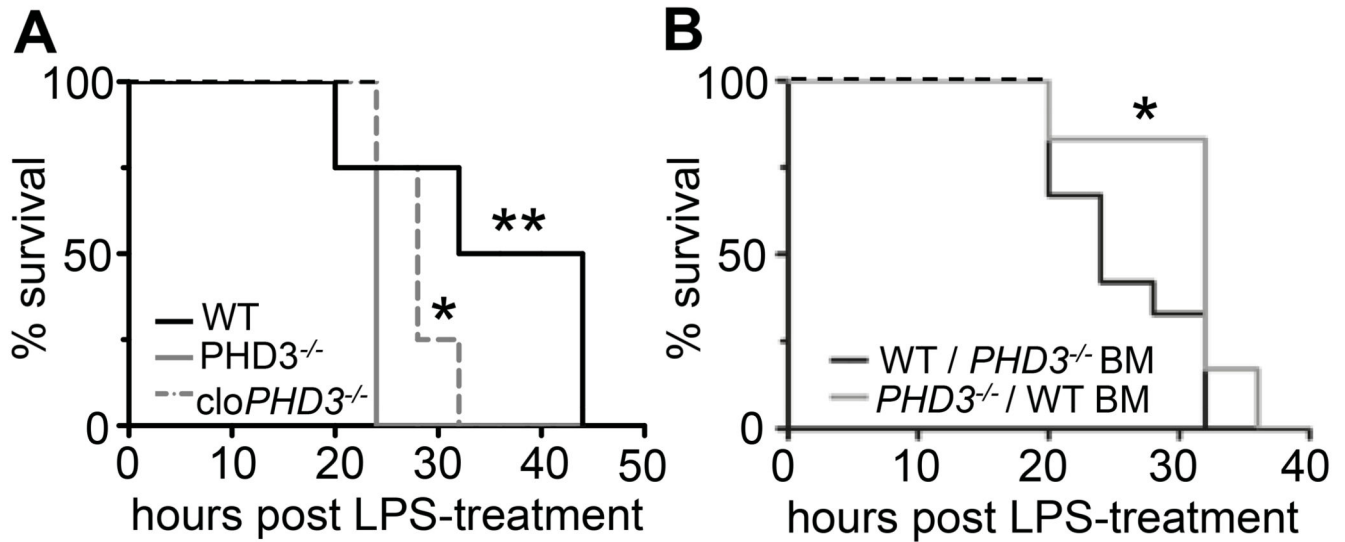 A
% survival
100
50
0
**
*
WT
PHD3-/-
cloPHD3-/-
0 10 20 30 40 50
hours post LPS-treatment
B
% survival
100
50
0
*
WT / PHD3-/- BM
PHD3-/- / WT BM
0 10 20 30 40
hours post LPS-treatment